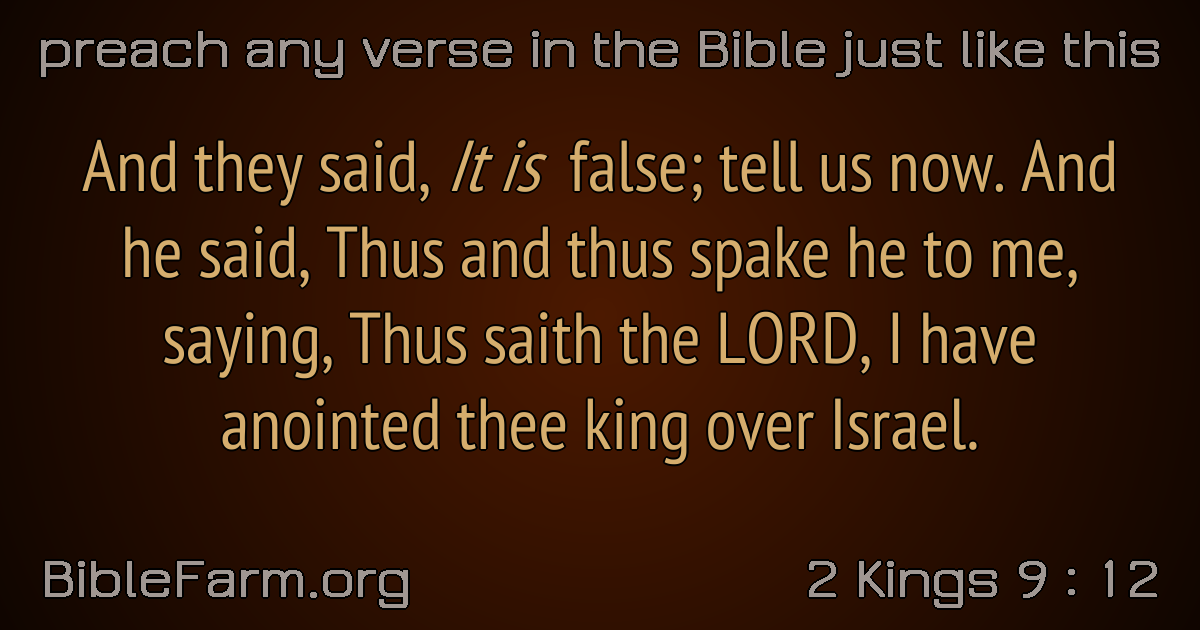 preach any verse in the Bible just like this
And they said, It is false; tell us now. And
he said, Thus and thus spake he to me,
saying, Thus saith the LORD, I have
anointed thee king over Israel.
BibleFarm.org
2 Kings 9 : 12